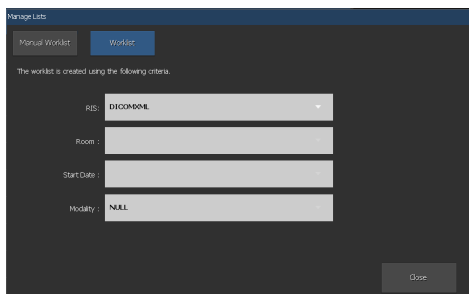 Manage Lists
Manual Worklist
Worklist
The worklist is created using the following criteria.
RIS: DICOMXML
Room :
Start Date :
Modality : NULL
Close